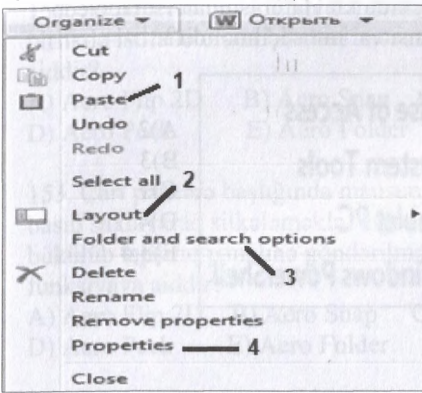 Organize W Открыть
Cut
Copy
Paste 1
Undo
Redo
Select all 2
Layout
Folder and search options
3
Delete
Rename
Remove properties
Properties 4
Close